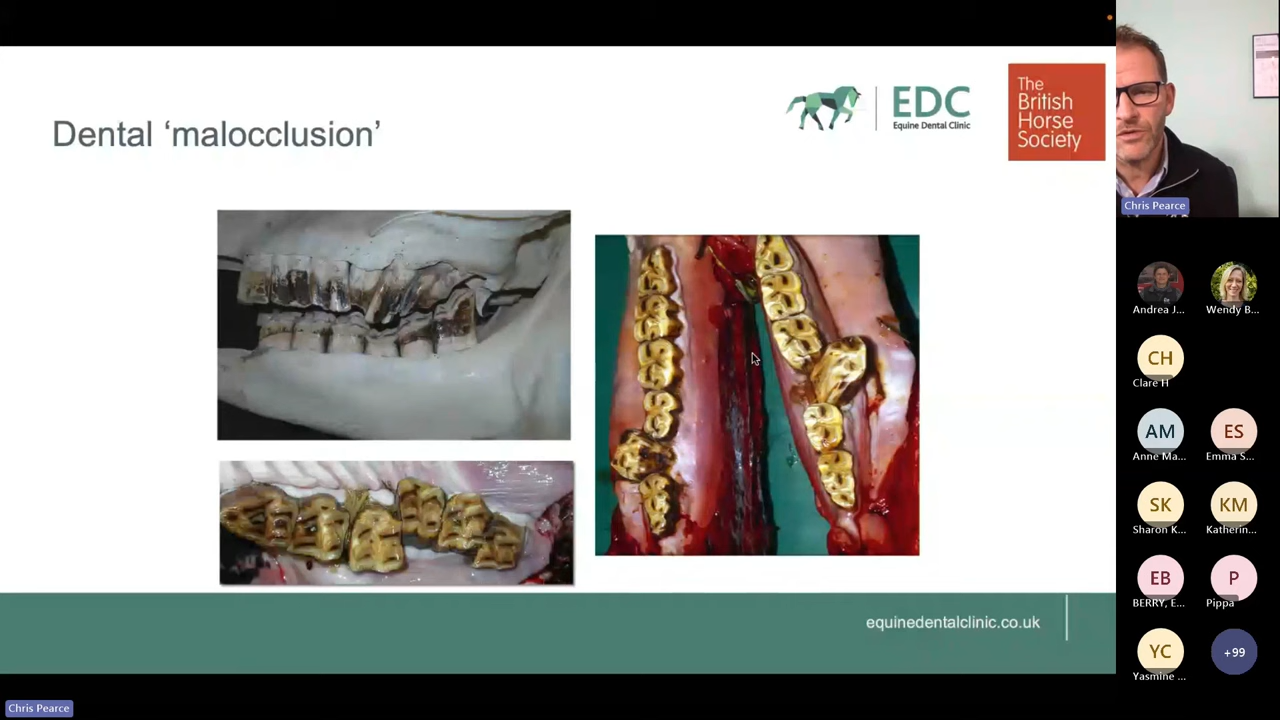 Dental ‘malocclusion’
EDC
Equine Dental Clinic
The
British
Horse
Society
equinedentalclinic.co.uk
Chris Pearce
Andrea J...
Wendy B...
CH
Clare H
AM
Anne Ma...
ES
Emma S...
SK
Sharon K...
KM
Katherin...
EB
BERRY, E...
P
Pippa
YC
Yasmine ...
+99
Chris Pearce